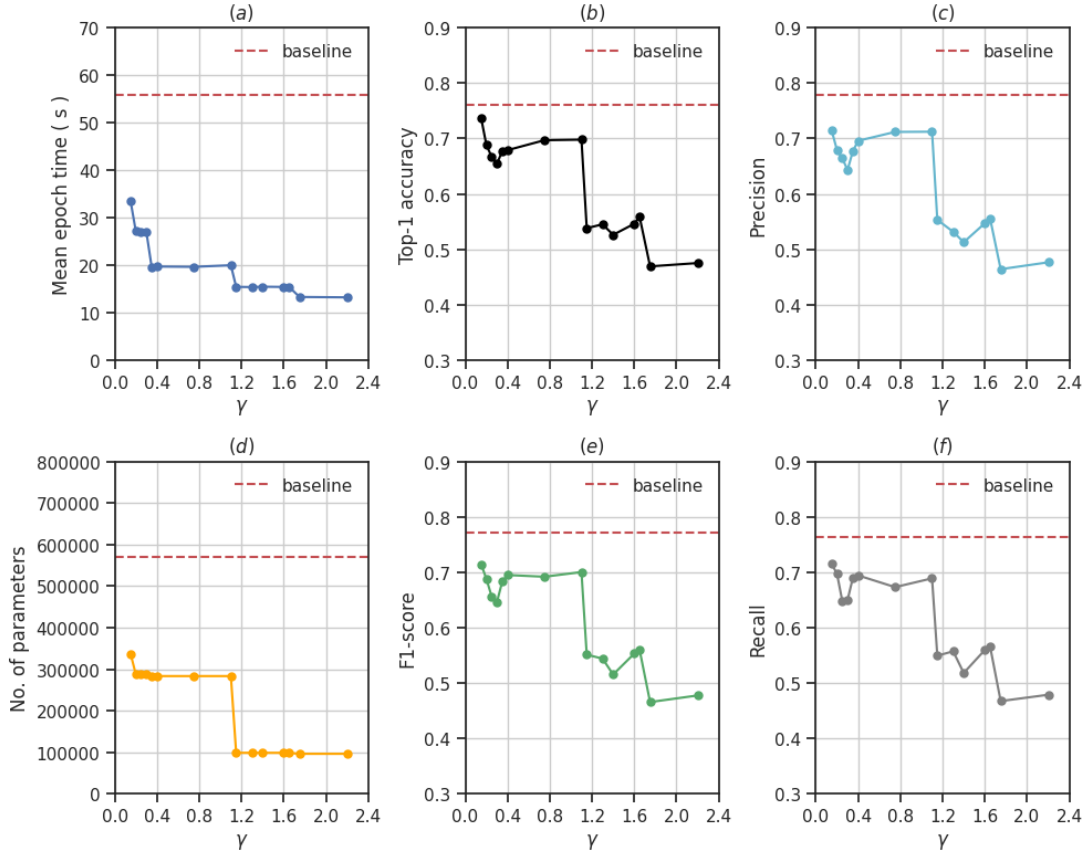 (a)
70
60
50
40
30
20
10
0
0.0 0.4 0.8 1.2 1.6 2.0 2.4
Mean epoch time ( s )
γ
baseline
(b)
0.9
0.8
0.7
0.6
0.5
0.4
0.3
0.0 0.4 0.8 1.2 1.6 2.0 2.4
Top-1 accuracy
γ
baseline
(c)
0.9
0.8
0.7
0.6
0.5
0.4
0.3
0.0 0.4 0.8 1.2 1.6 2.0 2.4
Precision
γ
baseline
(d)
800000
700000
600000
500000
400000
300000
200000
100000
0
0.0 0.4 0.8 1.2 1.6 2.0 2.4
No. of parameters
γ
baseline
(e)
0.9
0.8
0.7
0.6
0.5
0.4
0.3
0.0 0.4 0.8 1.2 1.6 2.0 2.4
F1-score
γ
baseline
(f)
0.9
0.8
0.7
0.6
0.5
0.4
0.3
0.0 0.4 0.8 1.2 1.6 2.0 2.4
Recall
γ
baseline